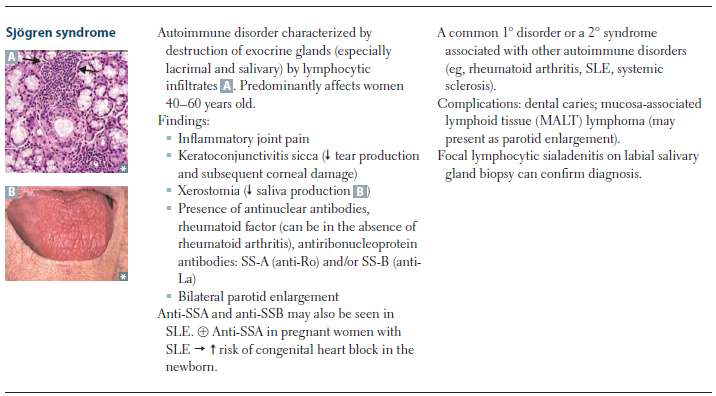 Sjögren syndrome
A
B
Autoimmune disorder characterized by
destruction of exocrine glands (especially
lacrimal and salivary) by lymphocytic
infiltrates A. Predominantly affects women
40–60 years old.
Findings:
▪ Inflammatory joint pain
▪ Keratoconjunctivitis sicca (↓ tear production
and subsequent corneal damage)
▪ Xerostomia (↓ saliva production B)
▪ Presence of antinuclear antibodies,
rheumatoid factor (can be in the absence of
rheumatoid arthritis), antiribonucleoprotein
antibodies: SS-A (anti-Ro) and/or SS-B (anti-
La)
▪ Bilateral parotid enlargement
Anti-SSA and anti-SSB may also be seen in
SLE. ⊕ Anti-SSA in pregnant women with
SLE → ↑ risk of congenital heart block in the
newborn.
A common 1° disorder or a 2° syndrome
associated with other autoimmune disorders
(eg, rheumatoid arthritis, SLE, systemic
sclerosis).
Complications: dental caries; mucosa-associated
lymphoid tissue (MALT) lymphoma (may
present as parotid enlargement).
Focal lymphocytic sialadenitis on labial salivary
gland biopsy can confirm diagnosis.